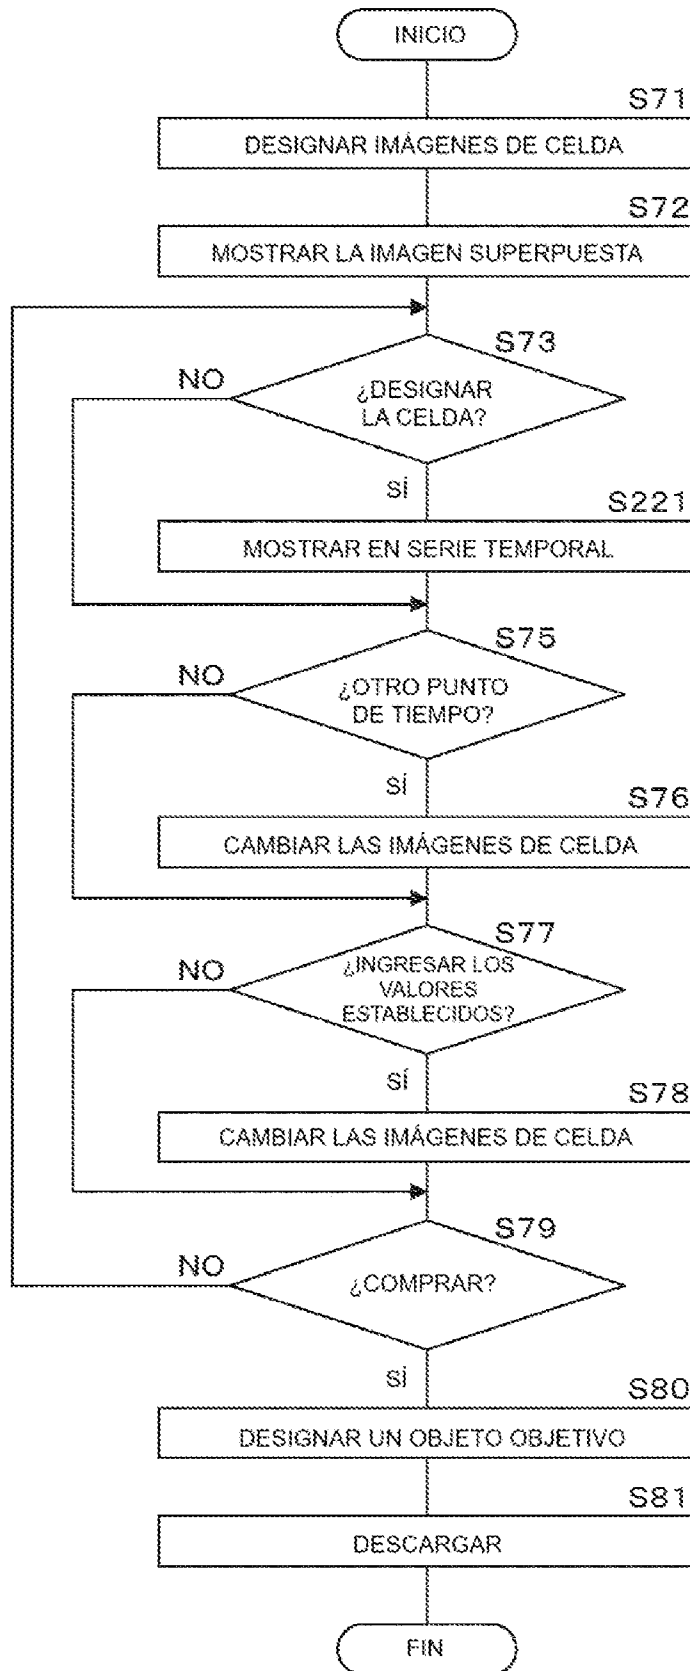 INICIO
S71
DESIGNAR IMÁGENES DE CELDA
S72
MOSTRAR LA IMAGEN SUPERPUESTA
S73
NO
¿DESIGNAR
LA CELDA?
SÍ
S221
MOSTRAR EN SERIE TEMPORAL
S75
NO
¿OTRO PUNTO
DE TIEMPO?
SÍ
S76
CAMBIAR LAS IMÁGENES DE CELDA
S77
NO
¿INGRESAR LOS
VALORES
ESTABLECIDOS?
SÍ
S78
CAMBIAR LAS IMÁGENES DE CELDA
S79
NO
¿COMPRAR?
SÍ
S80
DESIGNAR UN OBJETO OBJETIVO
S81
DESCARGAR
FIN